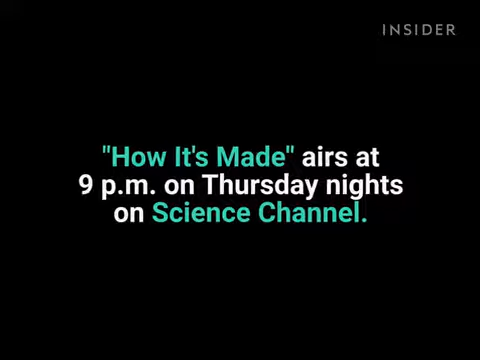 INSIDER
"How It's Made" airs at
9 p.m. on Thursday nights
on Science Channel.